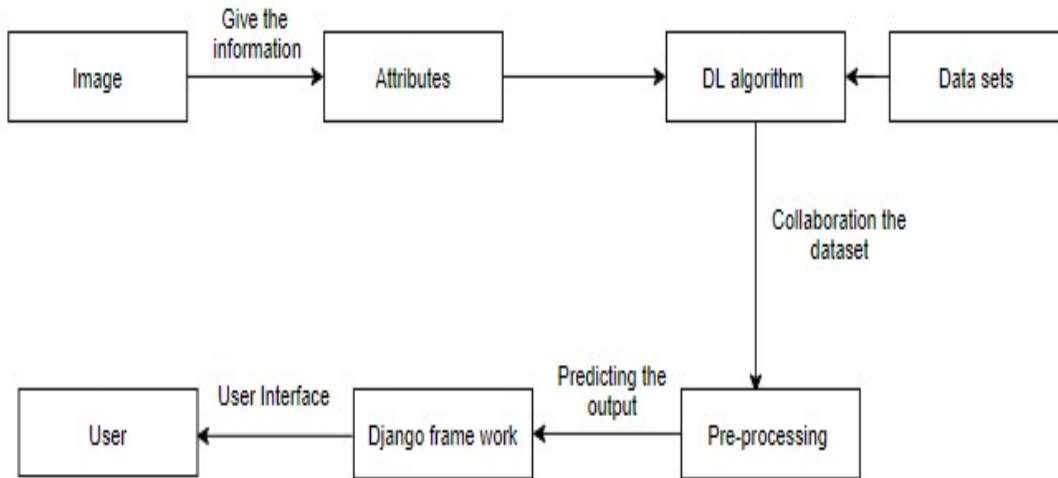 Give the
information
Image
Attributes
DL algorithm
Data sets
Collaboration the
dataset
Predicting the
output
User Interface
User
Django frame work
Pre-processing